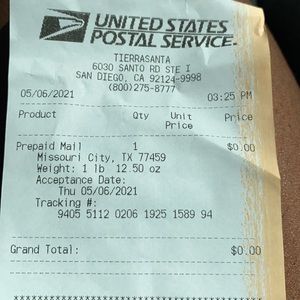 UNITED STATES
POSTAL SERVICE.
TIERRASANTA
6030 SANTO RD STE I
SAN DIEGO, CA 92124-9998
(800)275-8777
05/06/2021 03:25 PM
Product Qty Unit Price
Price
Prepaid Mail 1 $0.00
Missouri City, TX 77459
Weight: 1 lb 12.50 oz
Acceptance Date:
Thu 05/06/2021
Tracking #:
9405 5112 0206 1925 1589 94
Grand Total: $0.00